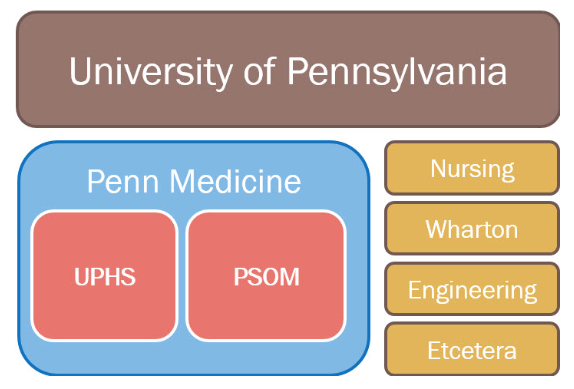 University of Pennsylvania
Penn Medicine
UPHS
PSOM
Nursing
Wharton
Engineering
Etcetera